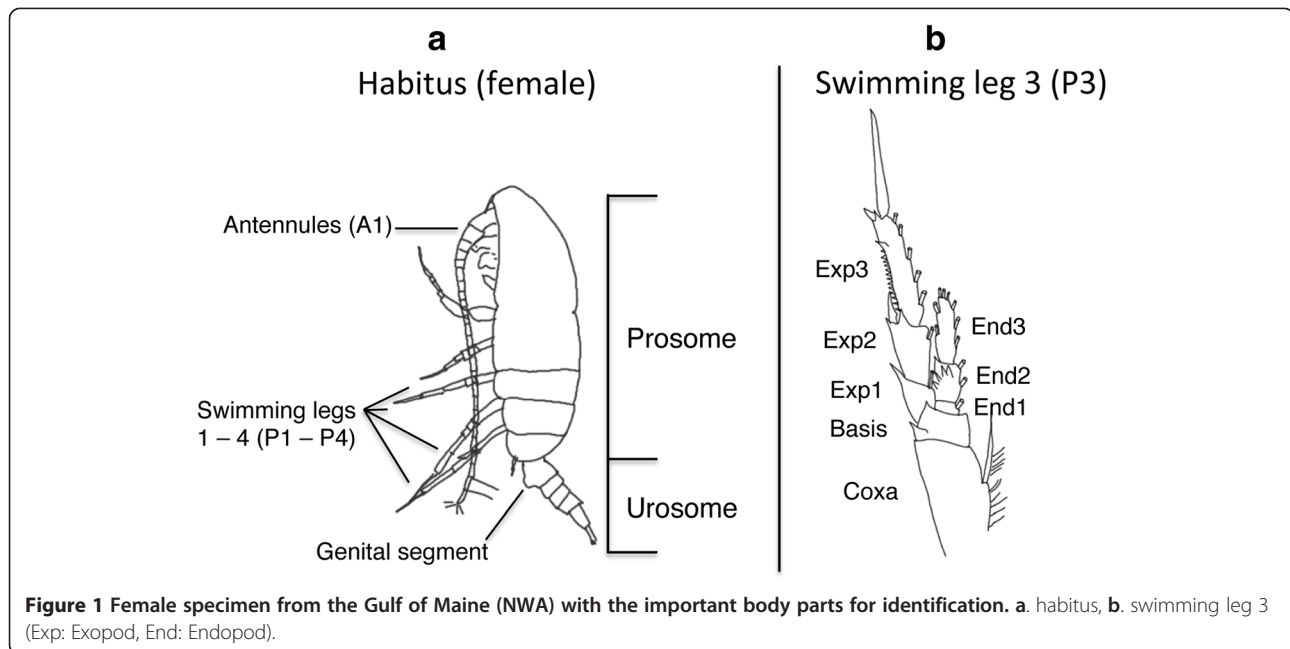 a
Habitus (female)
Antennules (A1)
Swimming legs
1 – 4 (P1 – P4)
Genital segment
Prosome
Urosome
b
Swimming leg 3 (P3)
Exp3
Exp2
Exp1
Basis
Coxa
End3
End2
End1
Figure 1 Female specimen from the Gulf of Maine (NWA) with the important body parts for identification. a. habitus, b. swimming leg 3
(Exp: Exopod, End: Endopod).